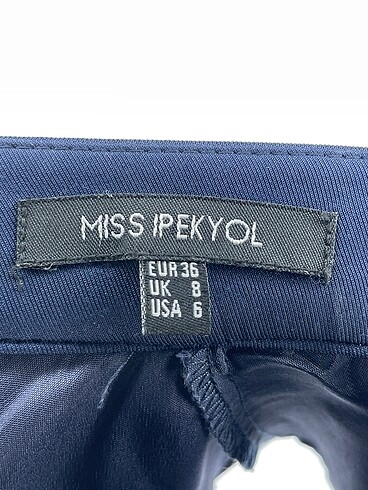 MISS IPEKYOL
EUR 36
UK 8
USA 6